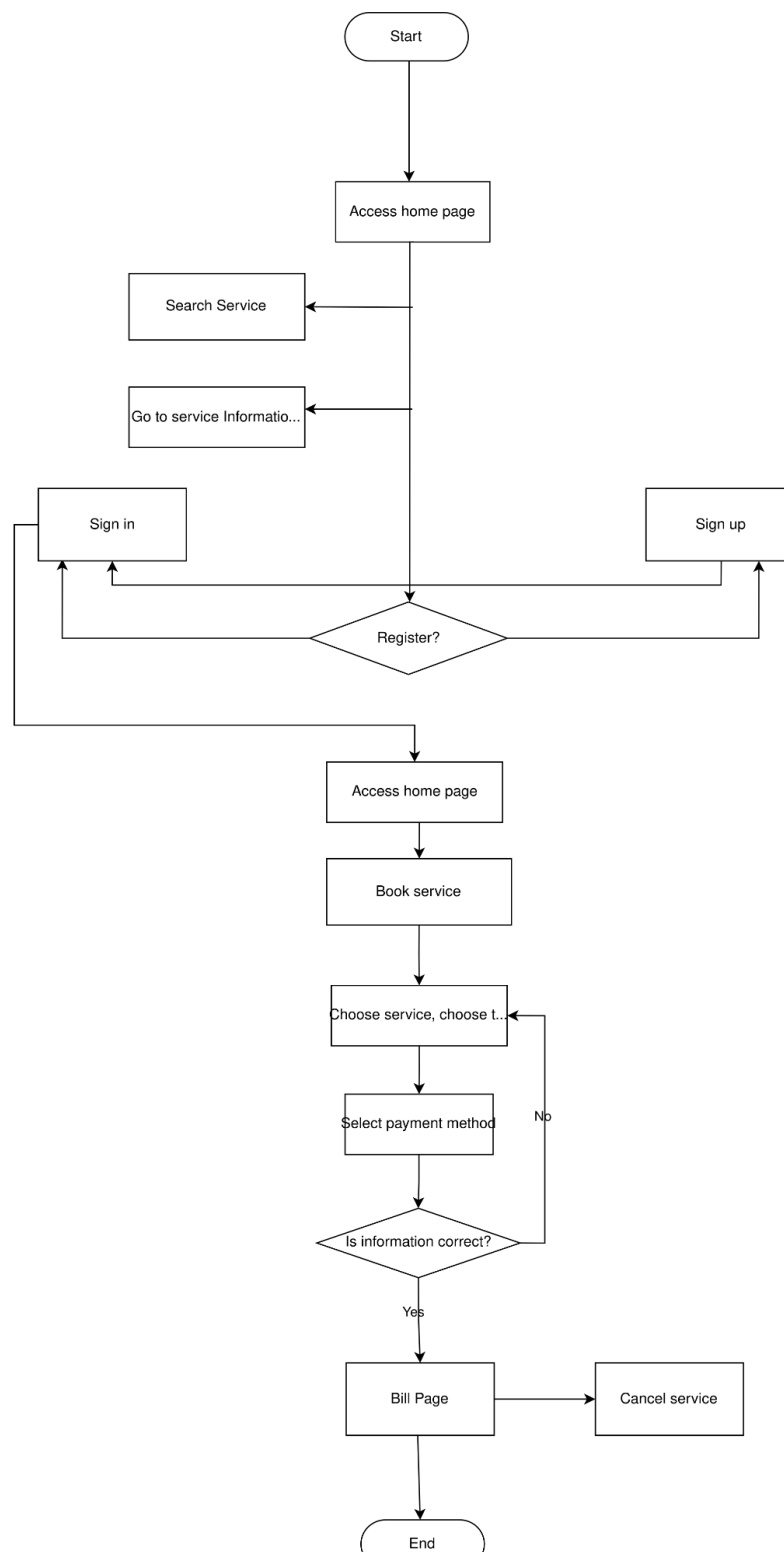 Start
Access home page
Search Service
Go to service Informatio...
Sign in
Sign up
Register?
Access home page
Book service
Choose service, choose t...
Select payment method
No
Is information correct?
Yes
Bill Page
Cancel service
End